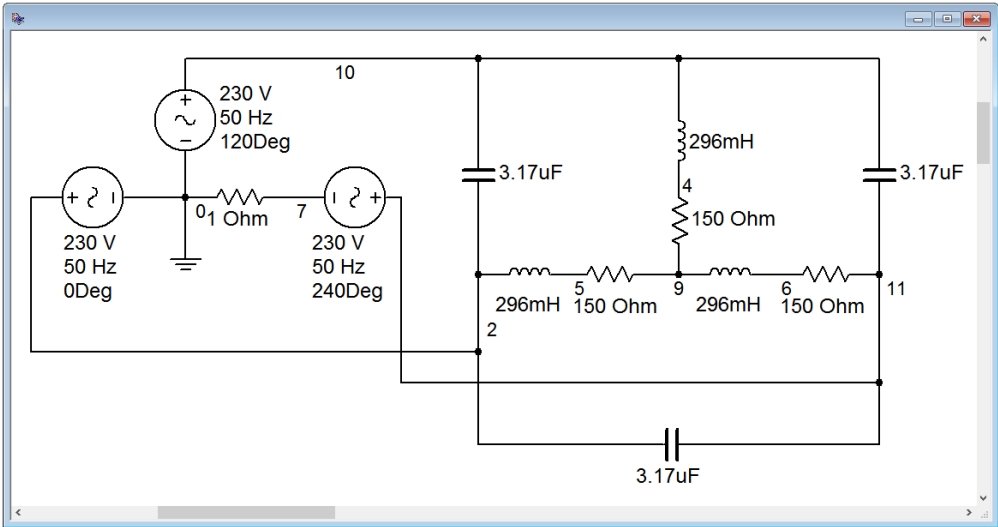 10
230 V
50 Hz
120Deg
296mH
3.17uF
3.17uF
4
150 Ohm
0
1 Ohm
7
230 V
50 Hz
0Deg
230 V
50 Hz
240Deg
5
9
6
11
296mH
150 Ohm
296mH
150 Ohm
2
3.17uF